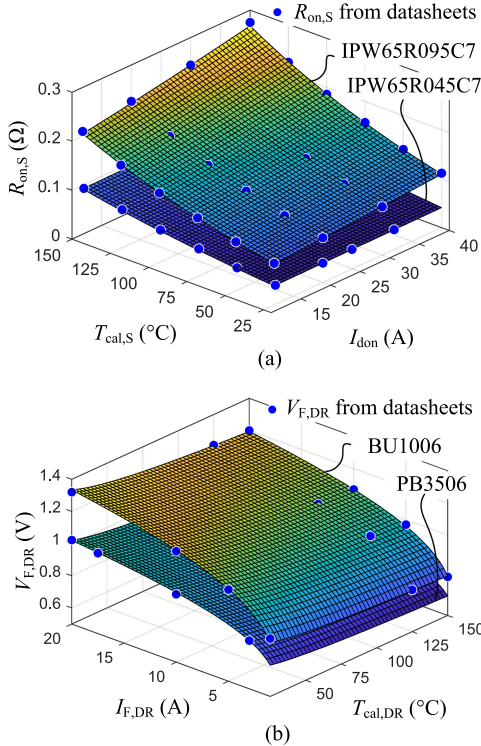 R_on,S from datasheets
IPW65R095C7
IPW65R045C7
R_on,S (Ω)
0.3
0.2
0.1
0
150
125
100
75
50
25
T_cal,S (°C)
15
20
25
30
35
40
I_don (A)
(a)
V_F,DR from datasheets
BU1006
PB3506
V_F,DR (V)
1.4
1.2
1
0.8
0.6
20
15
10
5
I_F,DR (A)
50
75
100
125
150
T_cal,DR (°C)
(b)